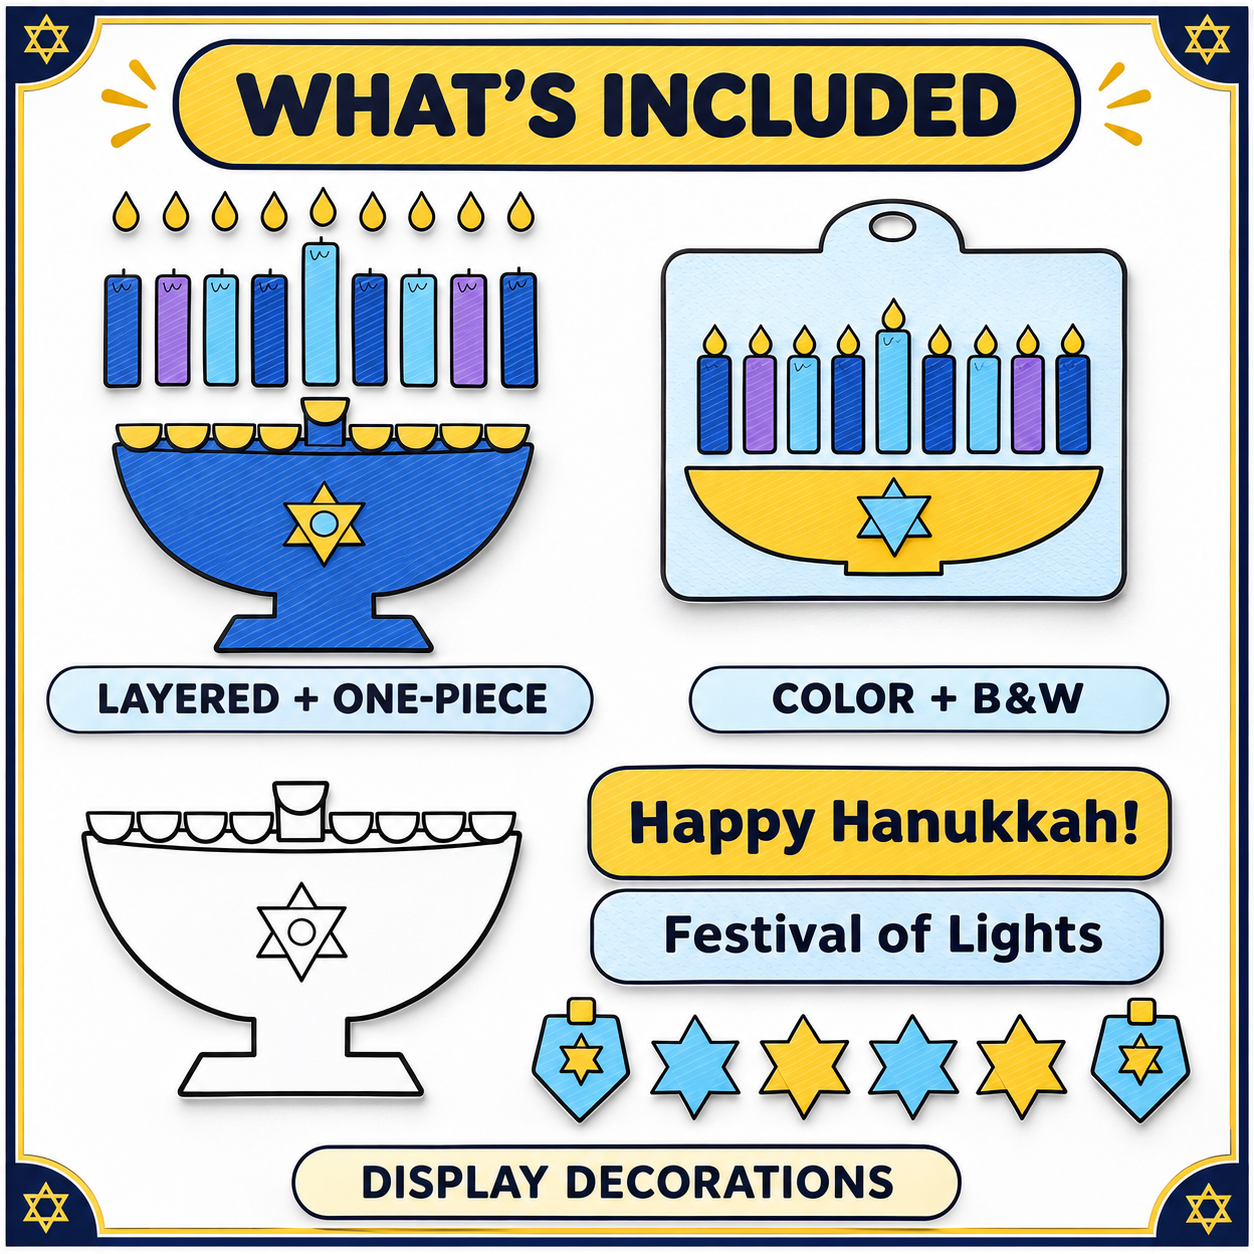 WHAT'S INCLUDED
LAYERED + ONE-PIECE
COLOR + B&W
Happy Hanukkah!
Festival of Lights
DISPLAY DECORATIONS